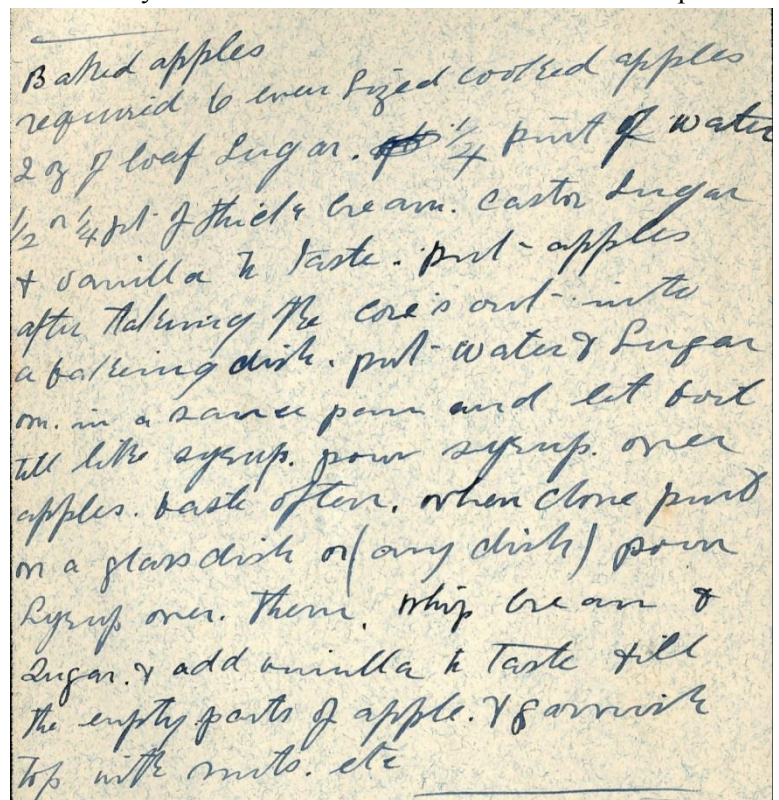 Baked apples
required 6 even sized cooked apples
2 oz of loaf sugar. 1/4 pint of water
1/2 or 1/4 pt of thick cream. castor sugar
& vanilla to taste. put apples
after taking the core's out into
a baking dish. put water & sugar
on. in a sauce pan and let boil
till like syrup. pour syrup. over
apples. baste often. when done put
on a glass dish or (any dish) pour
syrup over. them. whip cream &
sugar. & add vanilla to taste fill
the empty parts of apple. & garnish
top with nuts. etc